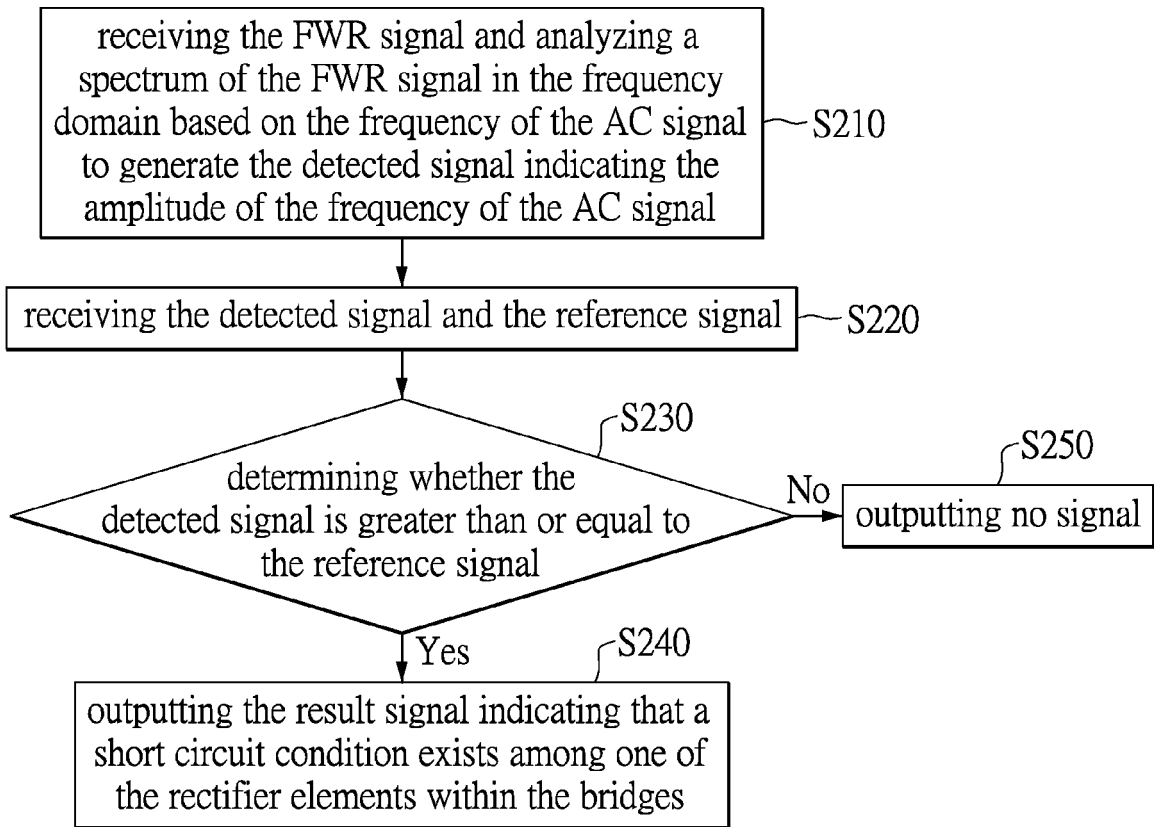 receiving the FWR signal and analyzing a
spectrum of the FWR signal in the frequency
domain based on the frequency of the AC signal
to generate the detected signal indicating the
amplitude of the frequency of the AC signal
S210
receiving the detected signal and the reference signal
S220
S230
determining whether the
detected signal is greater than or equal to
the reference signal
No
S250
outputting no signal
Yes
S240
outputting the result signal indicating that a
short circuit condition exists among one of
the rectifier elements within the bridges